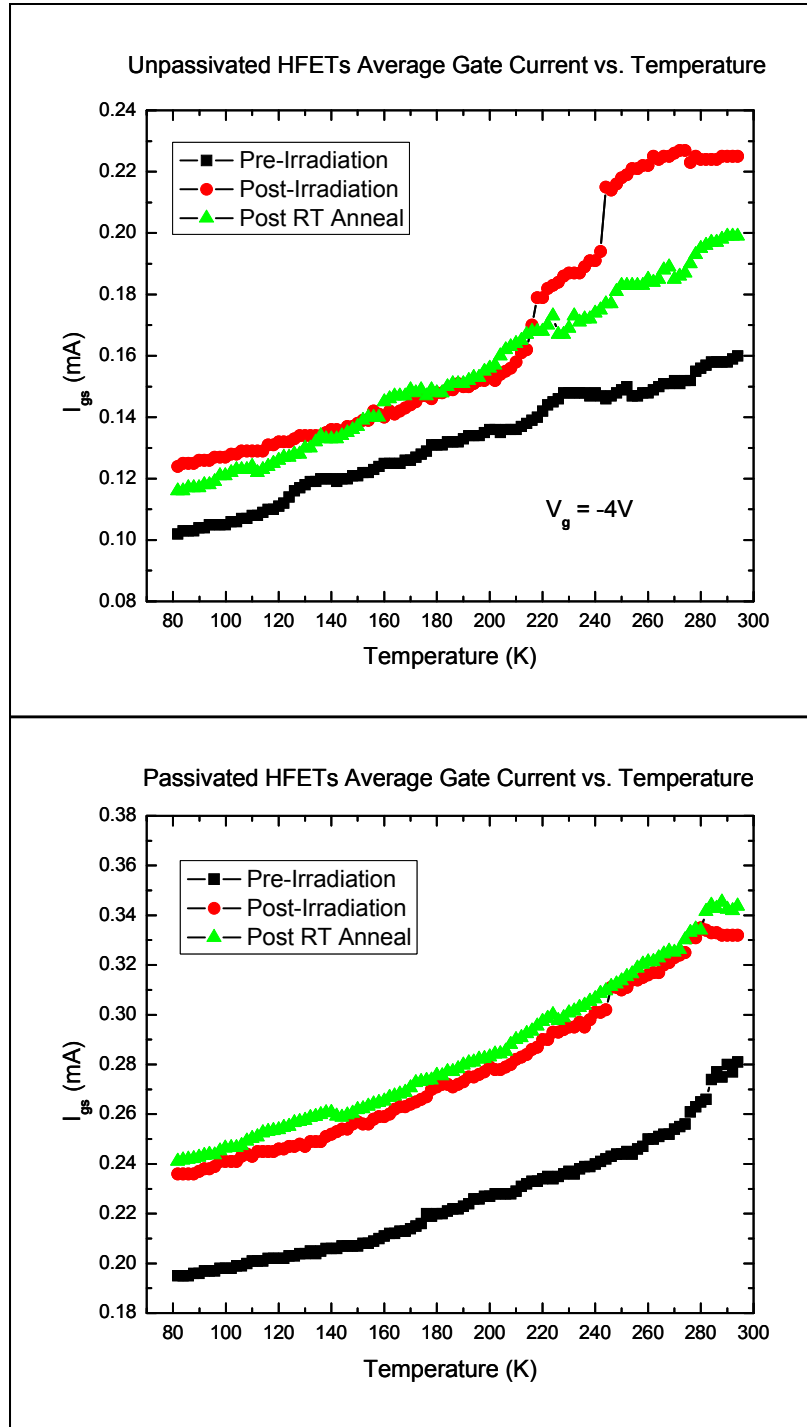 Unpassivated HFETs Average Gate Current vs. Temperature
0.24
0.22
0.20
0.18
0.16
0.14
0.12
0.10
0.08
I_gs (mA)
Pre-Irradiation
Post-Irradiation
Post RT Anneal
V_g = -4V
80 100 120 140 160 180 200 220 240 260 280 300
Temperature (K)
Passivated HFETs Average Gate Current vs. Temperature
0.38
0.36
0.34
0.32
0.30
0.28
0.26
0.24
0.22
0.20
0.18
I_gs (mA)
Pre-Irradiation
Post-Irradiation
Post RT Anneal
80 100 120 140 160 180 200 220 240 260 280 300
Temperature (K)